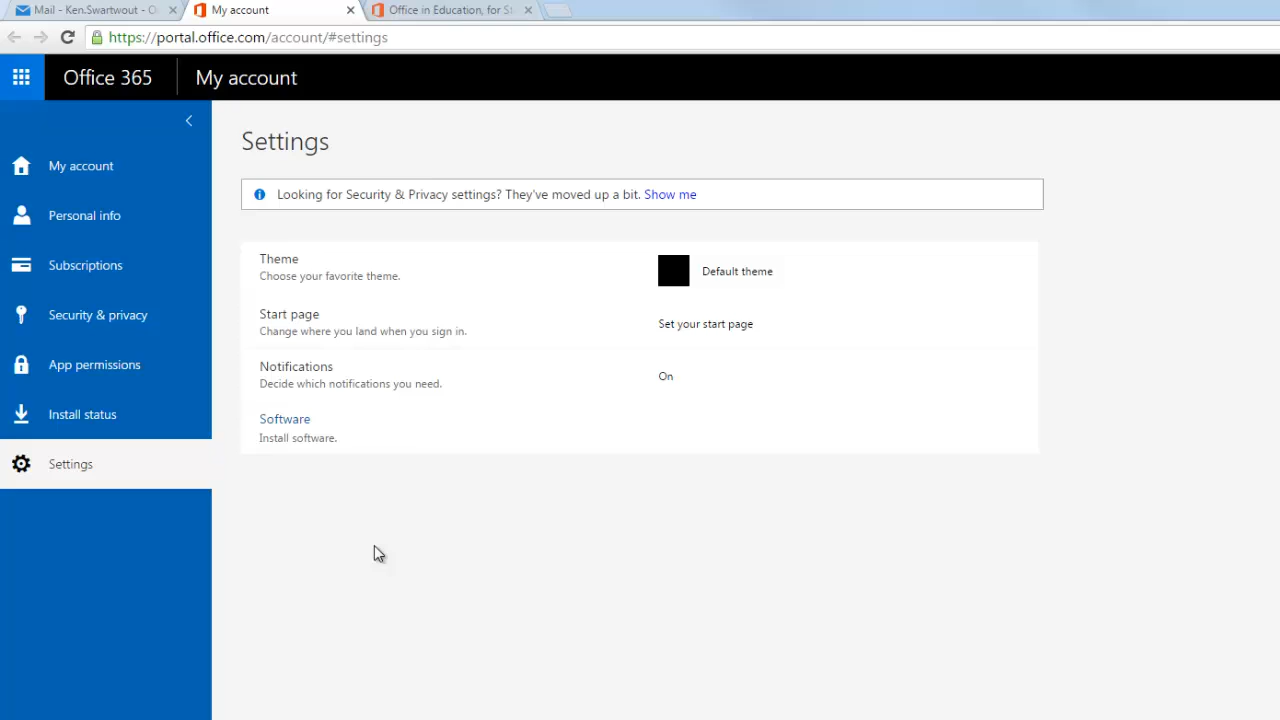 Mail - Ken.Swartwout - O
My account
Office in Education, for St
https://portal.office.com/account/#settings
Office 365
My account
My account
Personal info
Subscriptions
Security & privacy
App permissions
Install status
Settings
Settings
Looking for Security & Privacy settings? They've moved up a bit. Show me
Theme
Choose your favorite theme.
Default theme
Start page
Change where you land when you sign in.
Set your start page
Notifications
Decide which notifications you need.
On
Software
Install software.